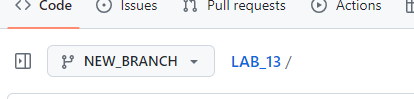 <> Code Issues Pull requests Actions
NEW_BRANCH LAB_13 /